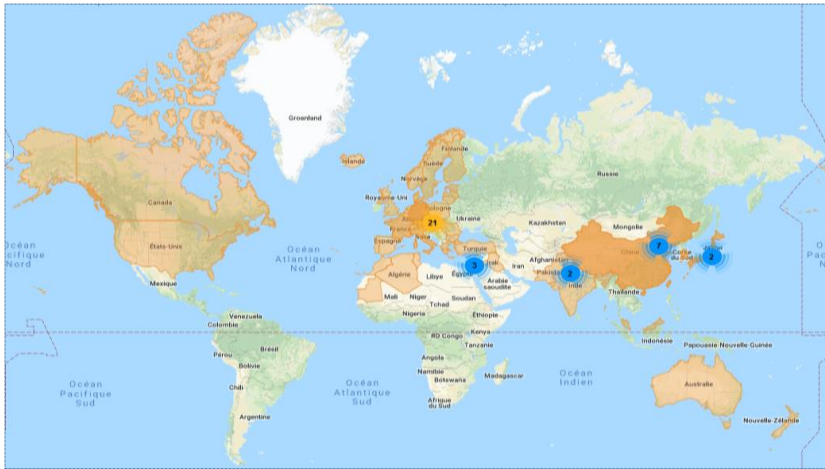 Groenland
Islande
Finlande
Suède
Norvège
Russie
Royaume-Uni
Pologne
Canada
Ukraine
France
21
Kazakhstan
Mongolie
Océan
Atlantique
Nord
États-Unis
Espagne
Turquie
Chine
7
Corée
du Sud
Japon
2
Océan
Pacifique
Nord
3
Irak
Iran
Afghanistan
Pakistan
2
Algérie
Libye
Égypte
Arabie
saoudite
Inde
Mexique
Mali
Niger
Tchad
Soudan
Thaïlande
Nigeria
Éthiopie
Venezuela
Colombie
Kenya
RD Congo
Tanzanie
Indonésie
Papouasie Nouvelle Guinée
Pérou
Brésil
Bolivie
Angola
Namibie
Botswana
Madagascar
Océan
Indien
Océan
Pacifique
Sud
Océan
Atlantique
Sud
Chili
Argentine
Afrique
du Sud
Australie
Nouvelle-Zélande